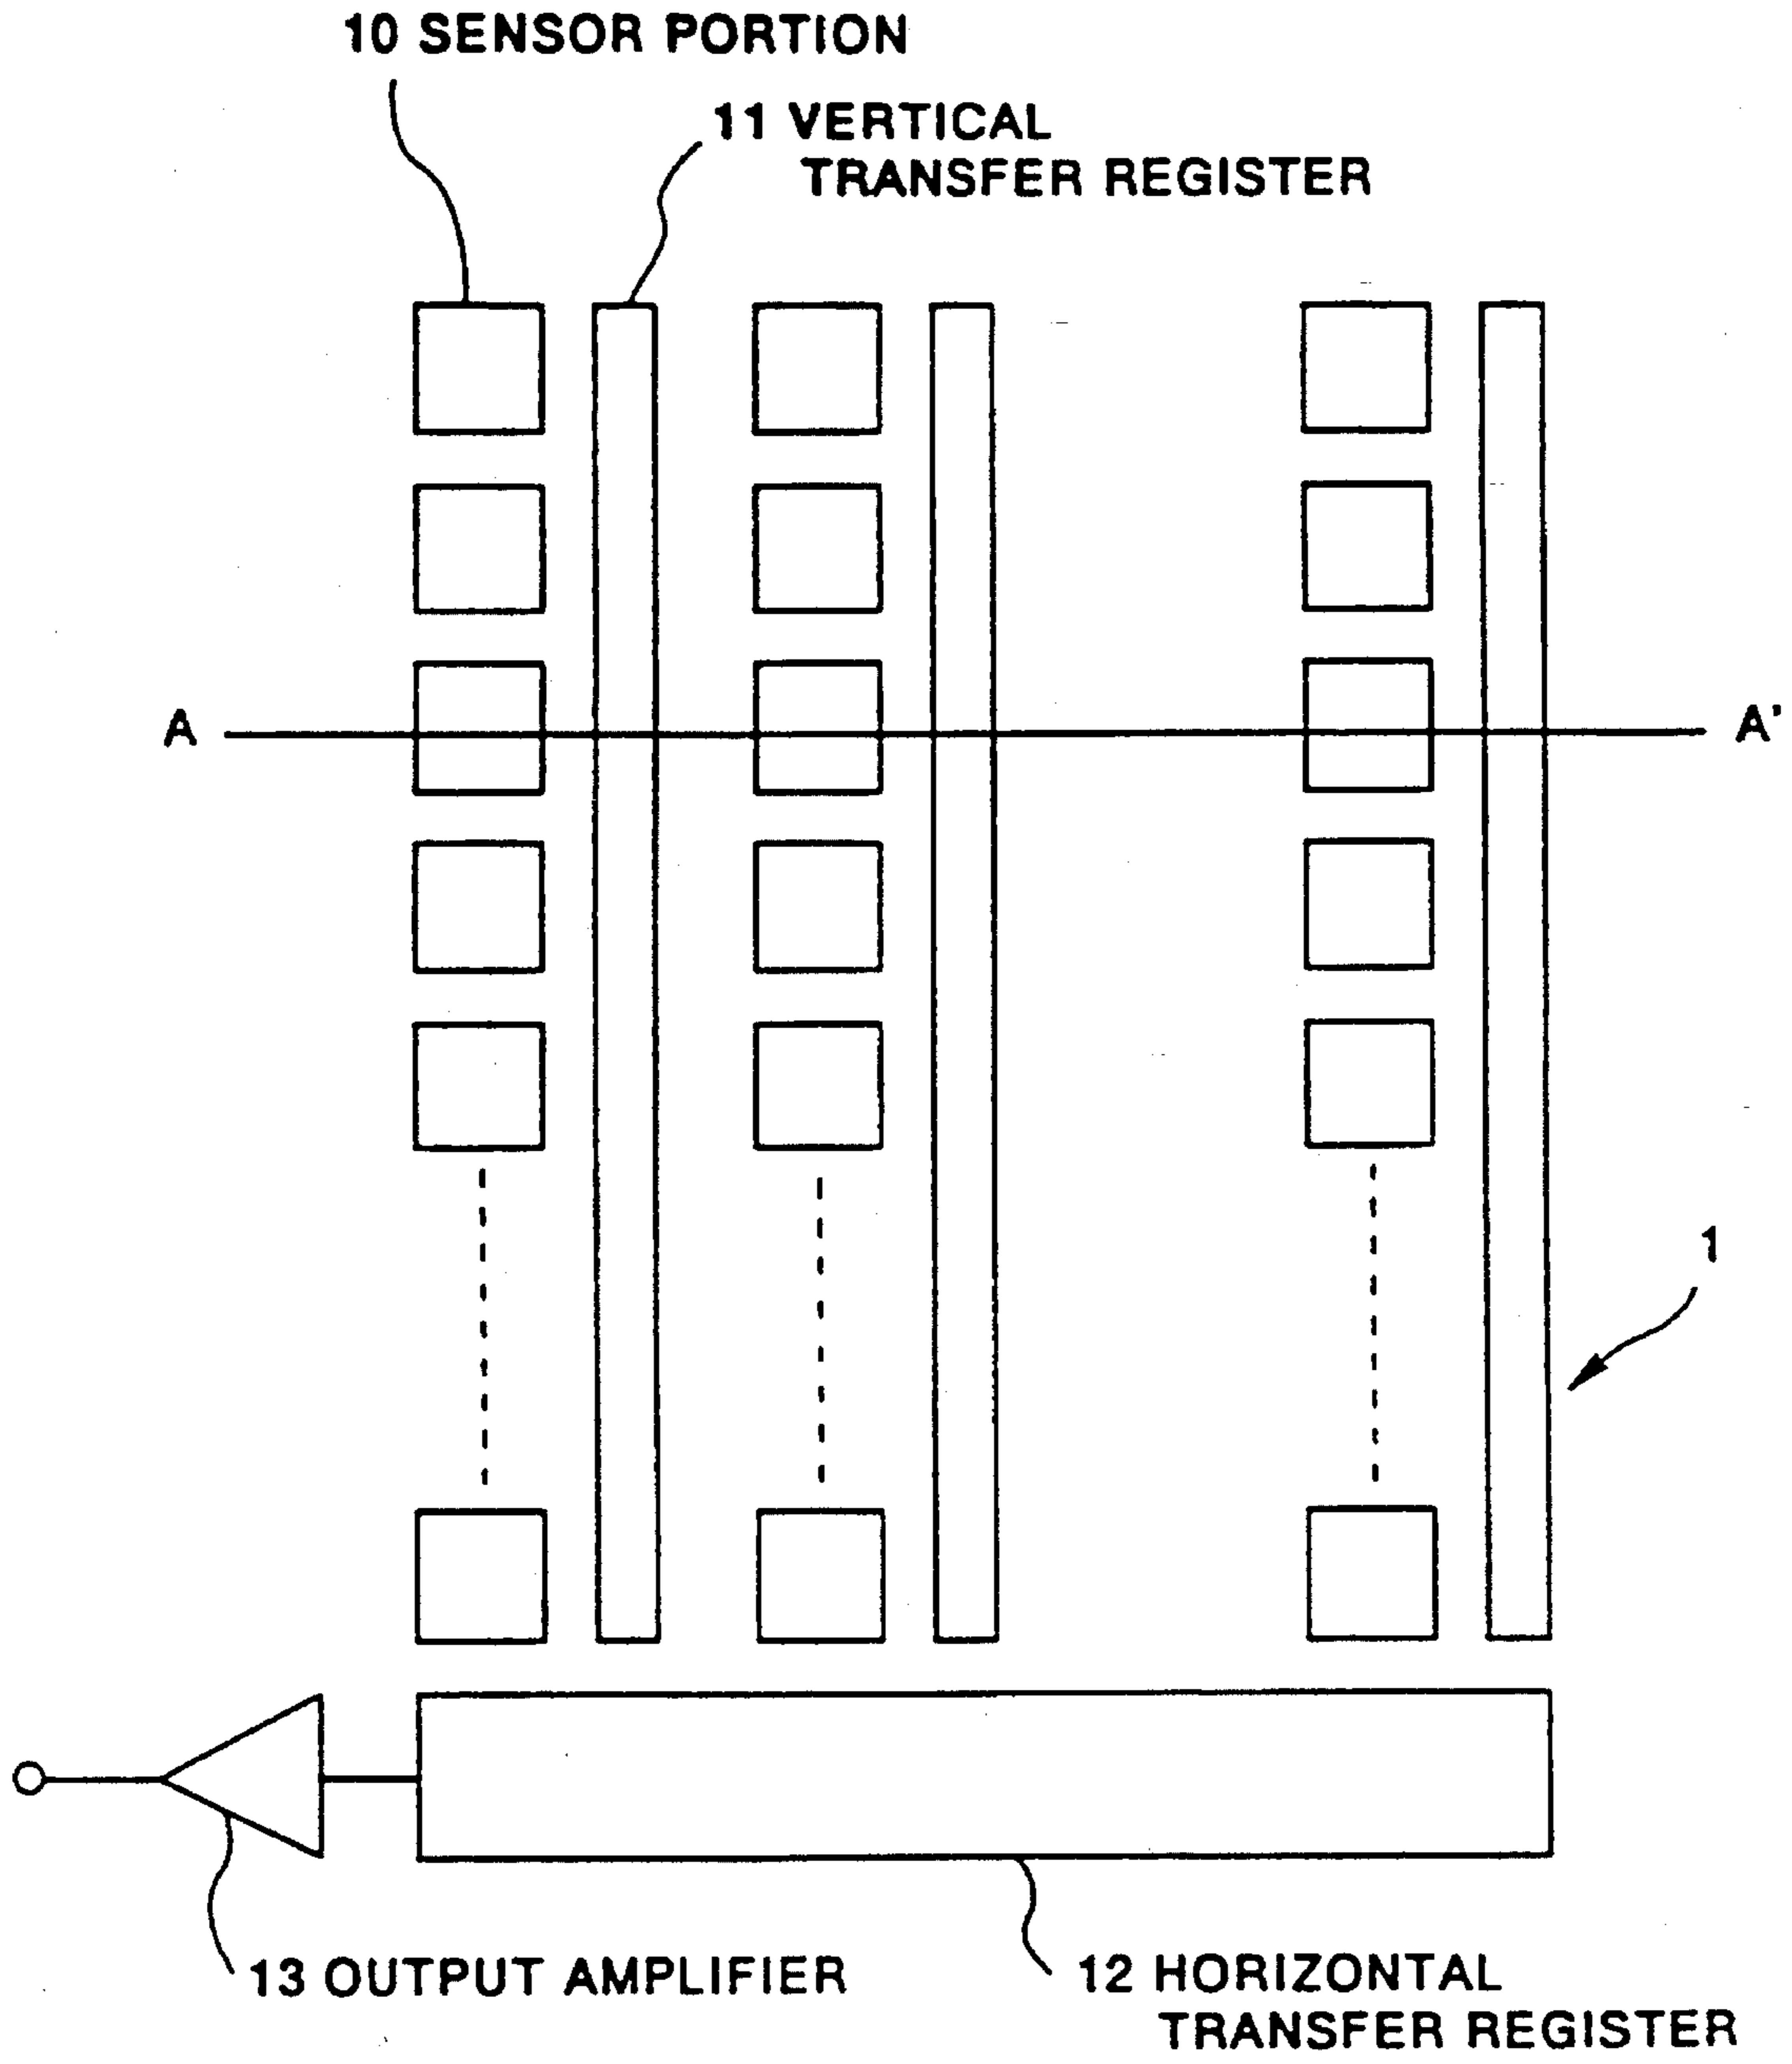 10 SENSOR PORTION
11 VERTICAL
TRANSFER REGISTER
A
A'
1
13 OUTPUT AMPLIFIER
12 HORIZONTAL
TRANSFER REGISTER